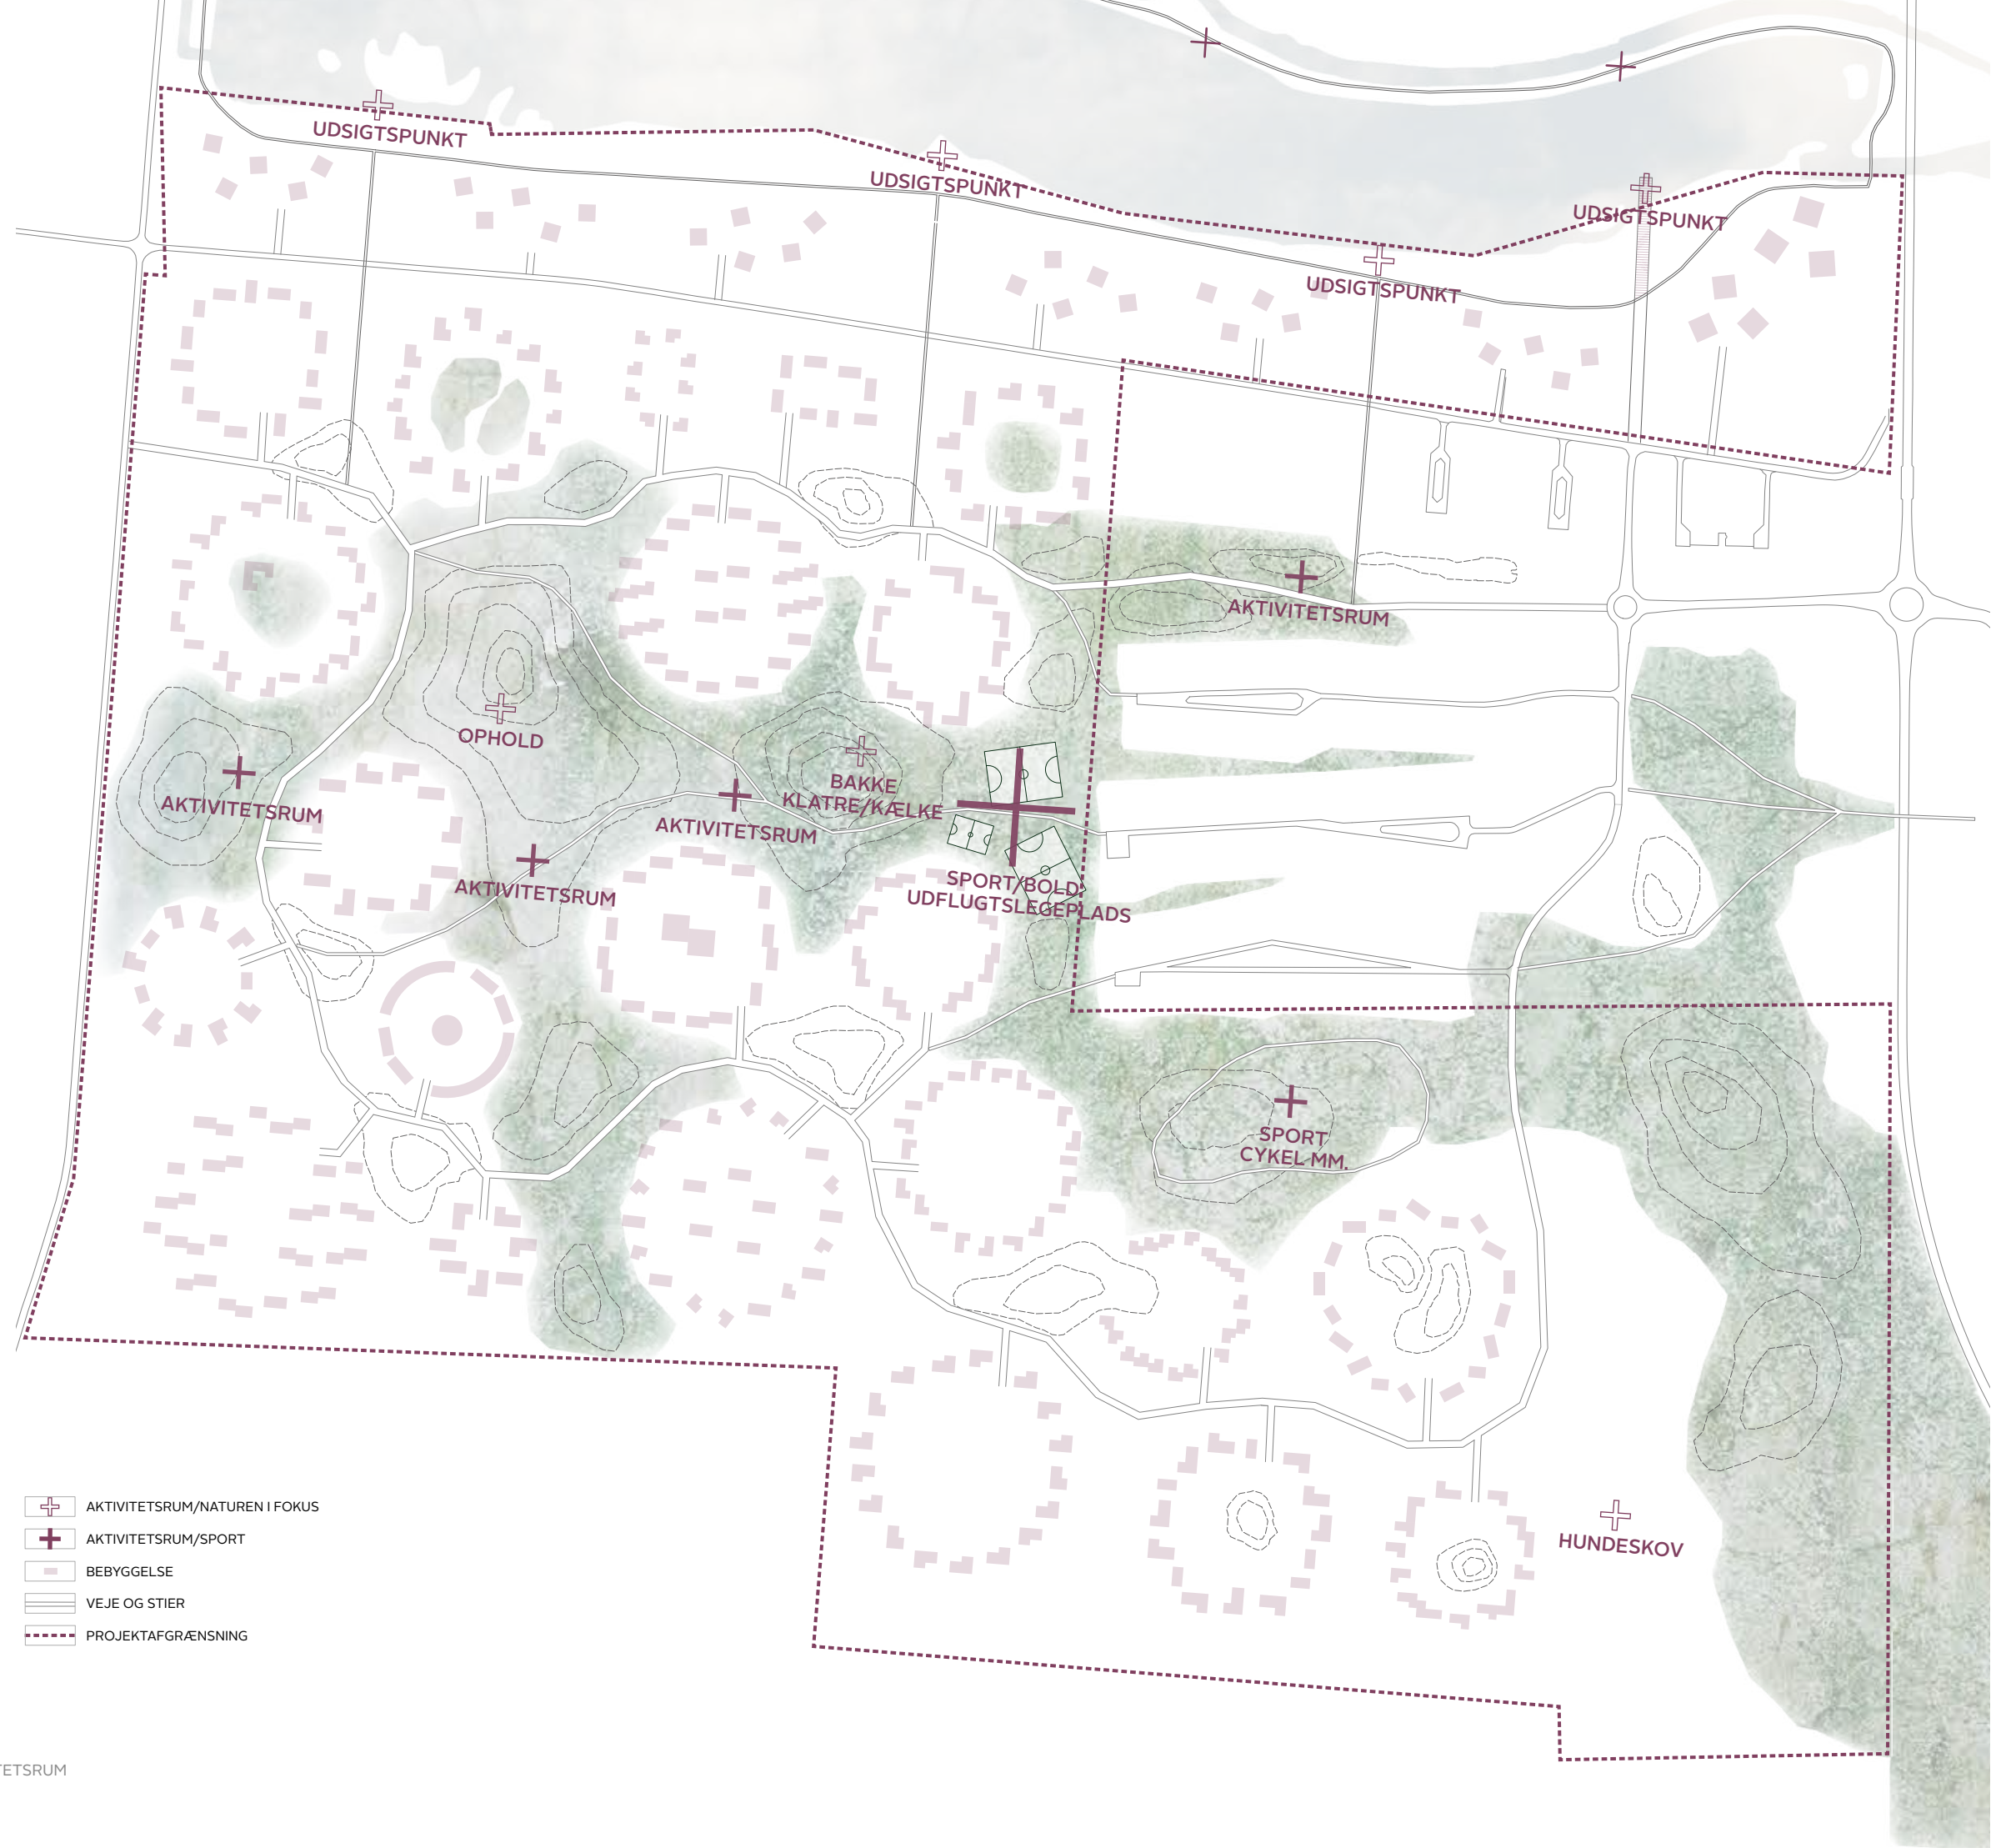 UDSIGTSPUNKT
UDSIGTSPUNKT
UDSIGTSPUNKT
UDSIGTSPUNKT
AKTIVITETSRUM
OPHOLD
BAKKE
KLATRE/KÆLKE
AKTIVITETSRUM
AKTIVITETSRUM
AKTIVITETSRUM
SPORT/BOLD
UDFLUGTSLEGEPLADS
SPORT
CYKEL MM.
HUNDESKOV
AKTIVITETSRUM/NATUREN I FOKUS
AKTIVITETSRUM/SPORT
BEBYGGELSE
VEJE OG STIER
PROJEKTAFGRÆNSNING
TETSRUM